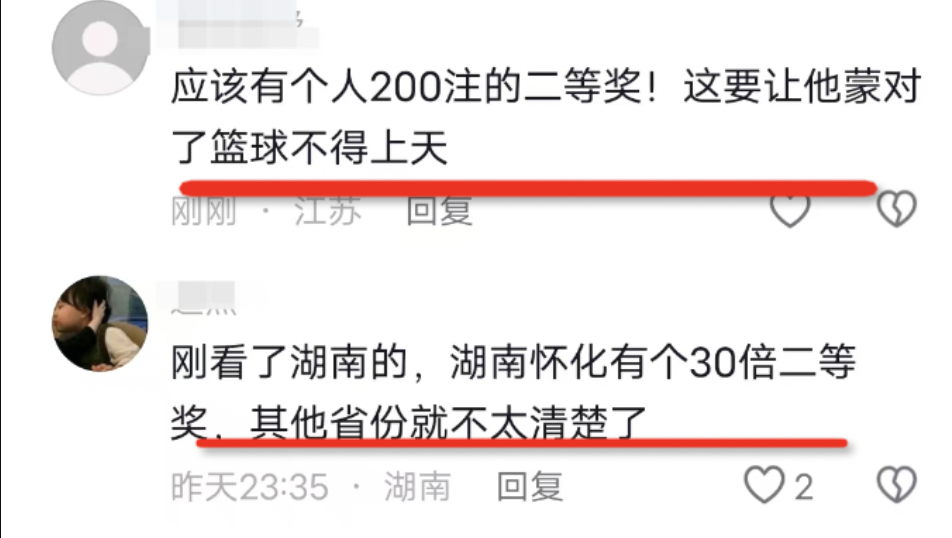 应该有个人200注的二等奖！这要让他蒙对
了篮球不得上天
刚刚 · 江苏 回复
刚看了湖南的，湖南怀化有个30倍二等
奖，其他省份就不太清楚了
昨天23:35 · 湖南 回复 2